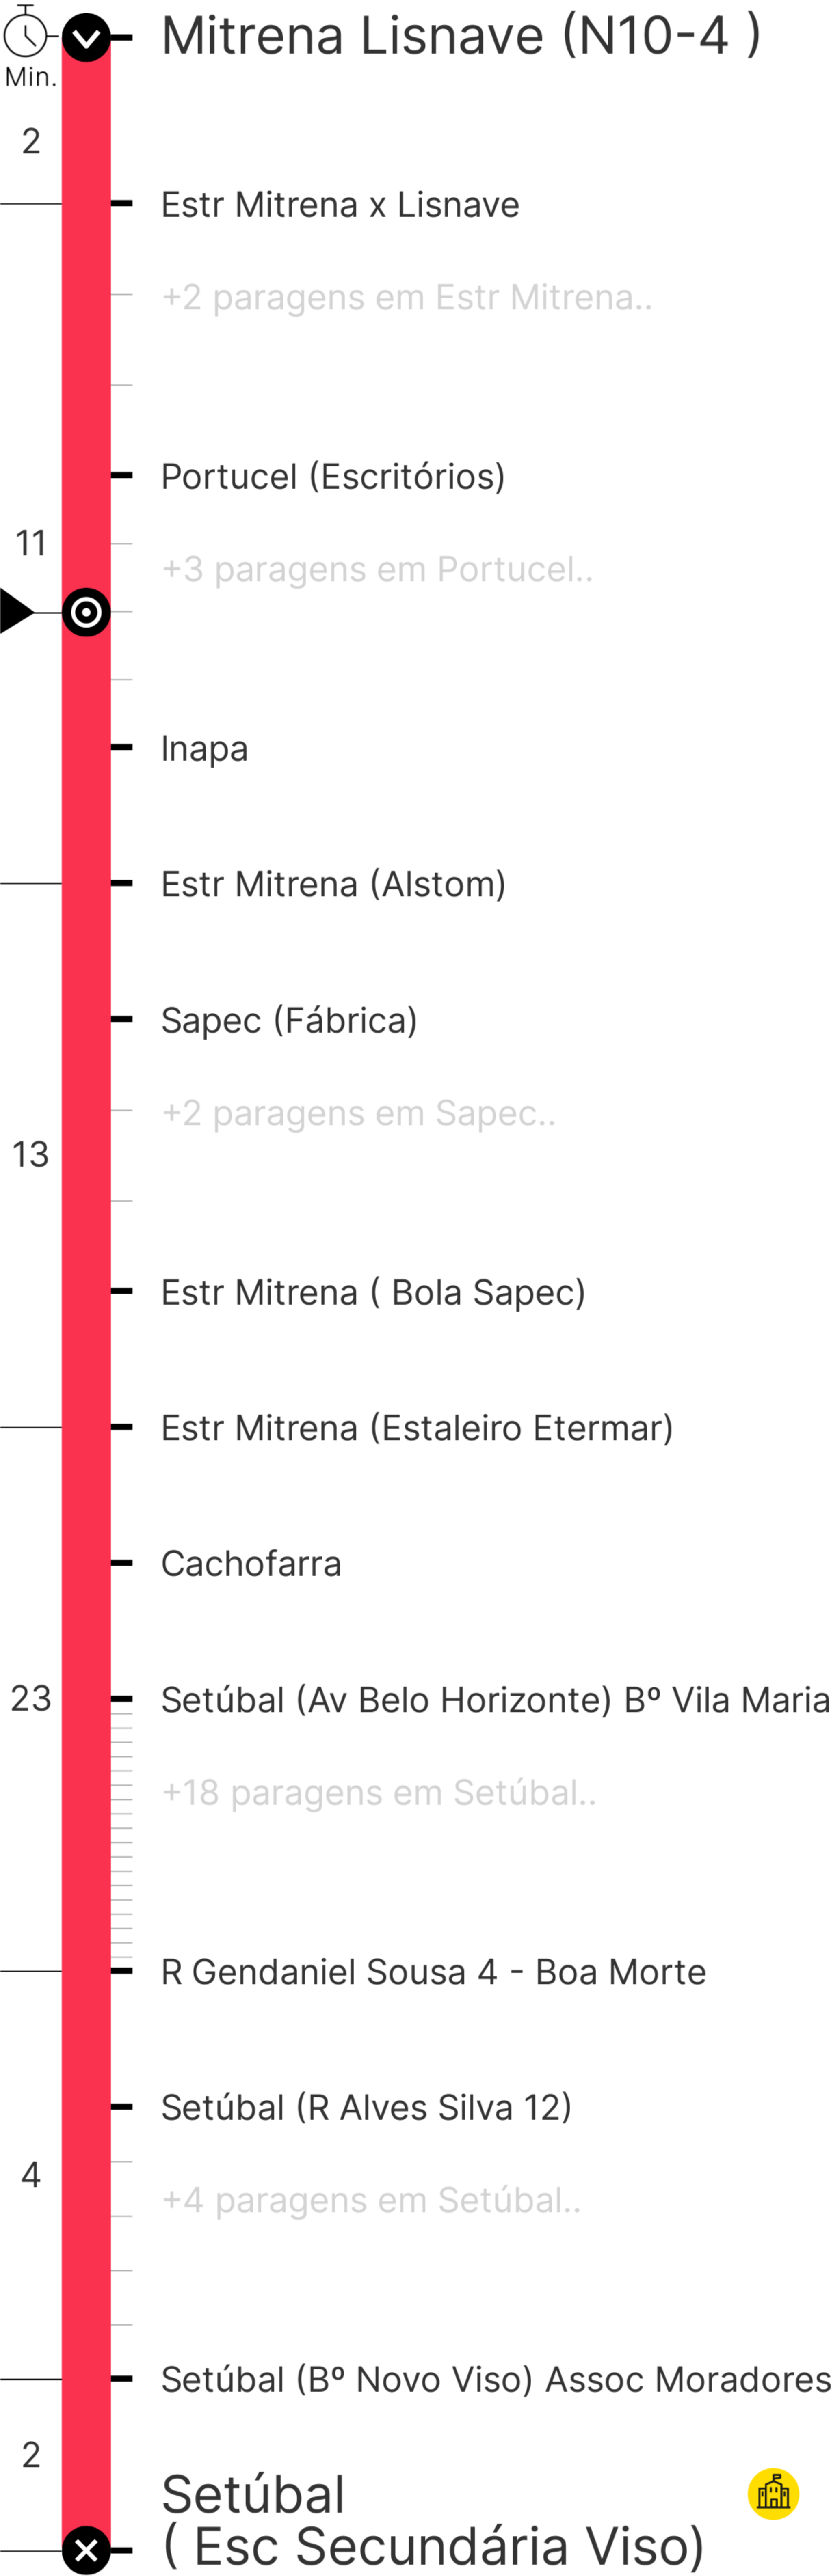 Mitrena Lisnave (N10-4 )
Min.
2
Estr Mitrena x Lisnave
+2 paragens em Estr Mitrena..
Portucel (Escritórios)
11
+3 paragens em Portucel..
Inapa
Estr Mitrena (Alstom)
Sapec (Fábrica)
+2 paragens em Sapec..
13
Estr Mitrena ( Bola Sapec)
Estr Mitrena (Estaleiro Etermar)
Cachofarra
23
Setúbal (Av Belo Horizonte) Bº Vila Maria
+18 paragens em Setúbal..
R Gendaniel Sousa 4 - Boa Morte
Setúbal (R Alves Silva 12)
4
+4 paragens em Setúbal..
Setúbal (Bº Novo Viso) Assoc Moradores
2
Setúbal
( Esc Secundária Viso)